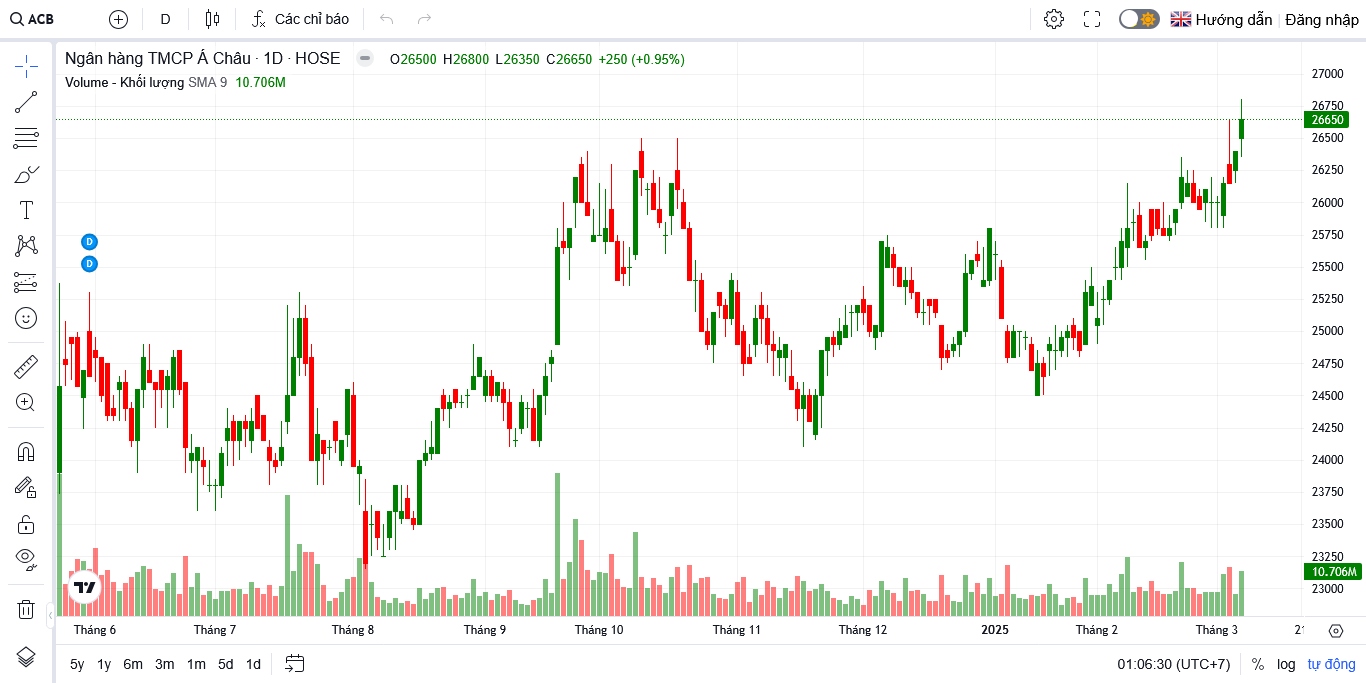 ACB D Các chỉ báo Hướng dẫn Đăng nhập
Ngân hàng TMCP Á Châu · 1D · HOSE O26500 H26800 L26350 C26650 +250 (+0.95%)
Volume - Khối lượng SMA 9 10.706M
27000
26750
26650
26500
26250
26000
25750
25500
25250
25000
24750
24500
24250
24000
23750
23500
23250
10.706M
23000
D
D
Tháng 6 Tháng 7 Tháng 8 Tháng 9 Tháng 10 Tháng 11 Tháng 12 2025 Tháng 2 Tháng 3
5y 1y 6m 3m 1m 5d 1d 01:06:30 (UTC+7) % log tự động